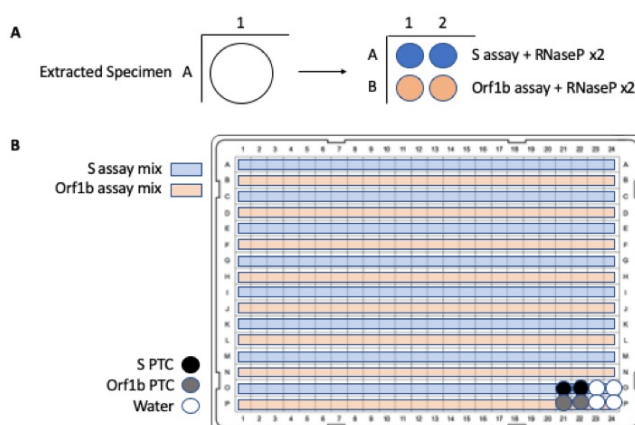 A
1
Extracted Specimen A
1 2
A S assay + RNaseP x2
B Orf1b assay + RNaseP x2
B
S assay mix
Orf1b assay mix
1 2 3 4 5 6 7 8 9 10 11 12 13 14 15 16 17 18 19 20 21 22 23 24
A A
B B
C C
D D
E E
F F
G G
H H
I I
J J
K K
L L
M M
N N
S PTC
O O
Orf1b PTC
P P
Water
1 2 3 4 5 6 7 8 9 10 11 12 13 14 15 16 17 18 19 20 21 22 23 24